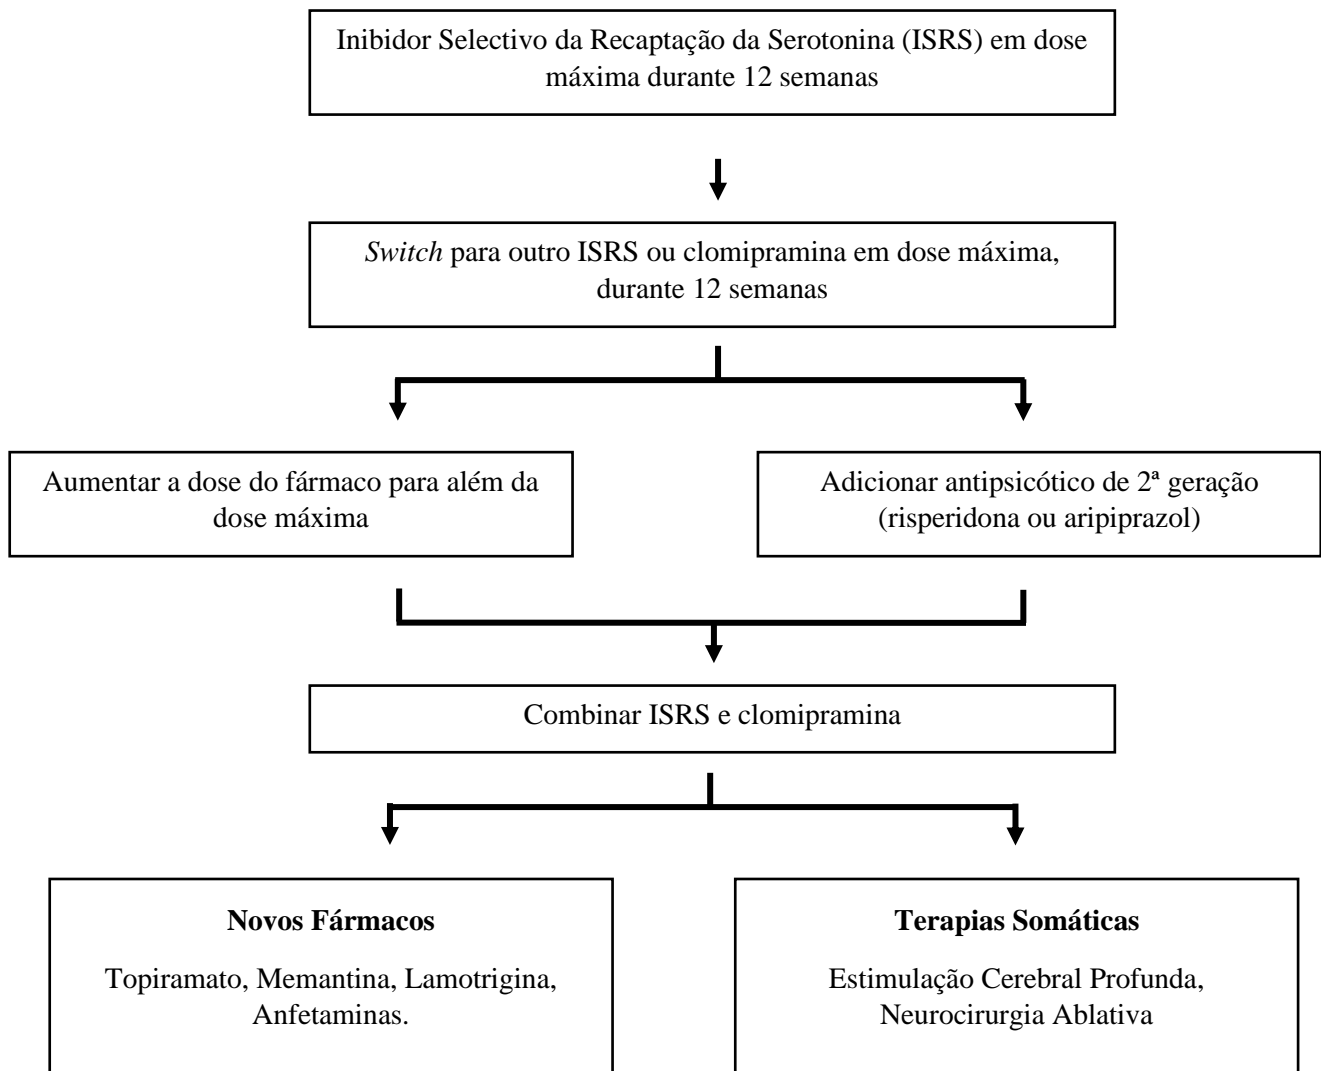 Inibidor Selectivo da Recaptação da Serotonina (ISRS) em dose
máxima durante 12 semanas
Switch para outro ISRS ou clomipramina em dose máxima,
durante 12 semanas
Aumentar a dose do fármaco para além da
dose máxima
Adicionar antipsicótico de 2ª geração
(risperidona ou aripiprazol)
Combinar ISRS e clomipramina
Novos Fármacos
Topiramato, Memantina, Lamotrigina,
Anfetaminas.
Terapias Somáticas
Estimulação Cerebral Profunda,
Neurocirurgia Ablativa